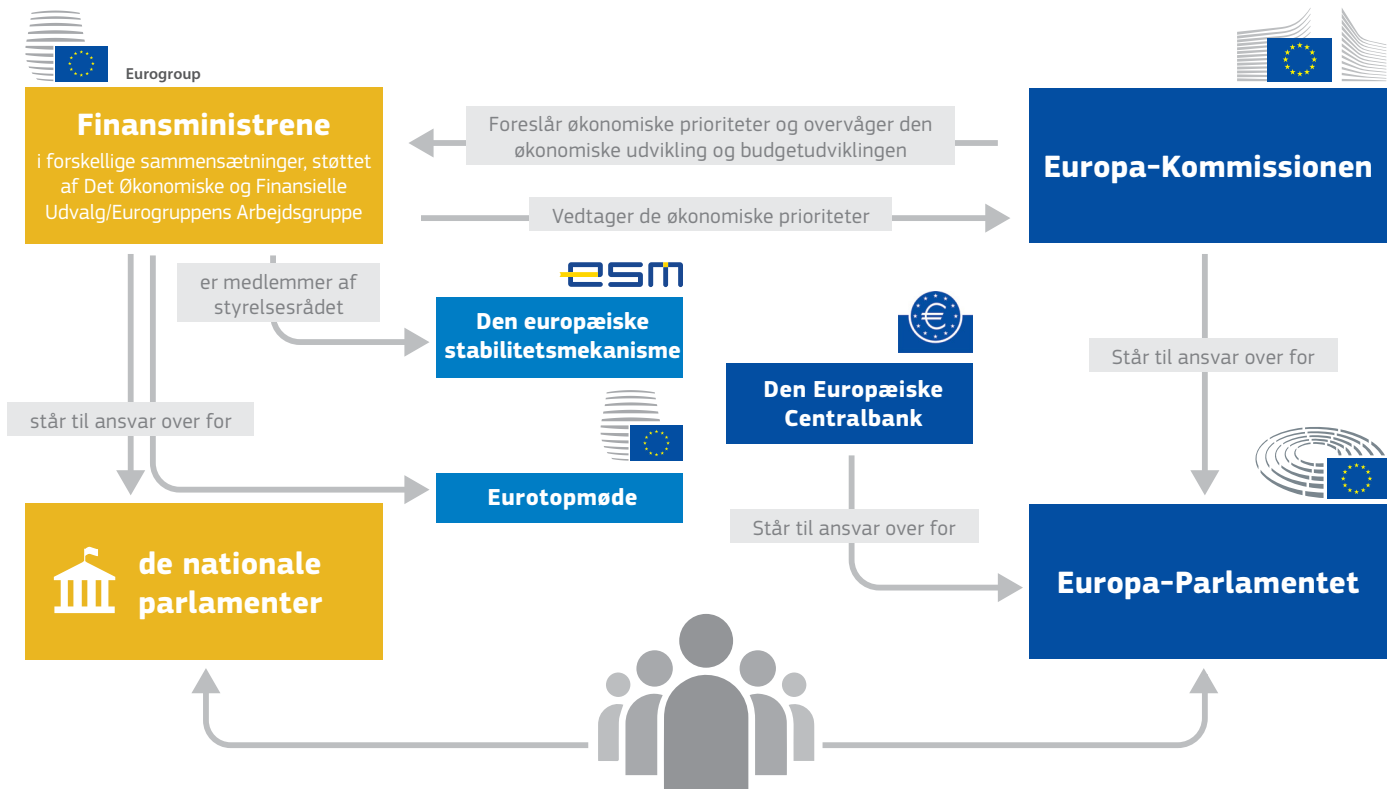 Eurogroup
Finansministrene
i forskellige sammensætninger, støttet
af Det Økonomiske og Finansielle
Udvalg/Eurogruppens Arbejdsgruppe
Foreslår økonomiske prioriteter og overvåger den
økonomiske udvikling og budgetudviklingen
Vedtager de økonomiske prioriteter
Europa-Kommissionen
er medlemmer af
styrelsesrådet
esm
Den europæiske
stabilitetsmekanisme
€
Den Europæiske
Centralbank
Står til ansvar over for
står til ansvar over for
Eurotopmøde
Står til ansvar over for
de nationale
parlamenter
Europa-Parlamentet